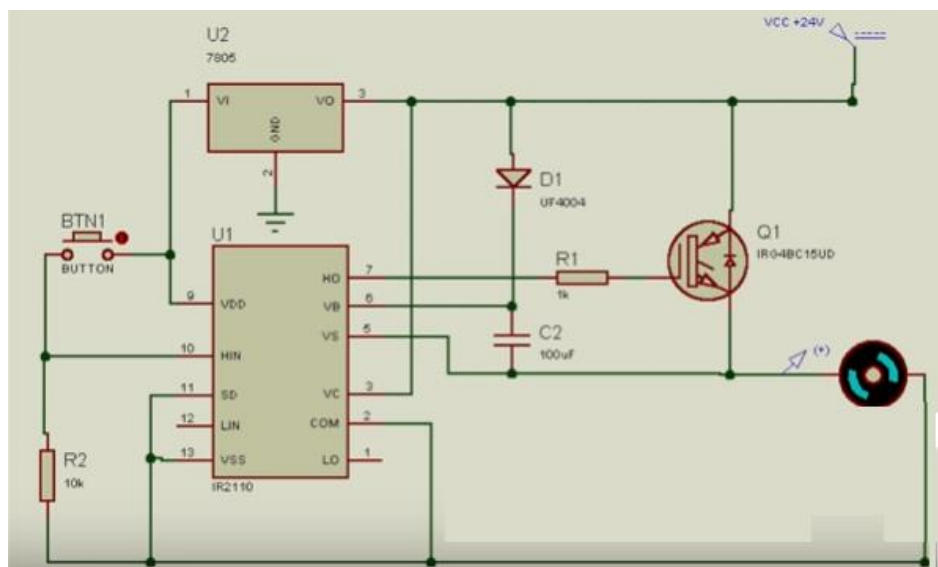 VCC +24V
U2
7805
1
VI
VO
3
GND
2
BTN1
BUTTON
U1
D1
UF4004
Q1
IRG4BC15UD
R1
1k
HO
7
VB
6
VS
5
9
VDD
C2
100uF
(+)
10
HIN
11
SD
VC
3
12
LIN
COM
2
13
VSS
LO
1
IR2110
R2
10k